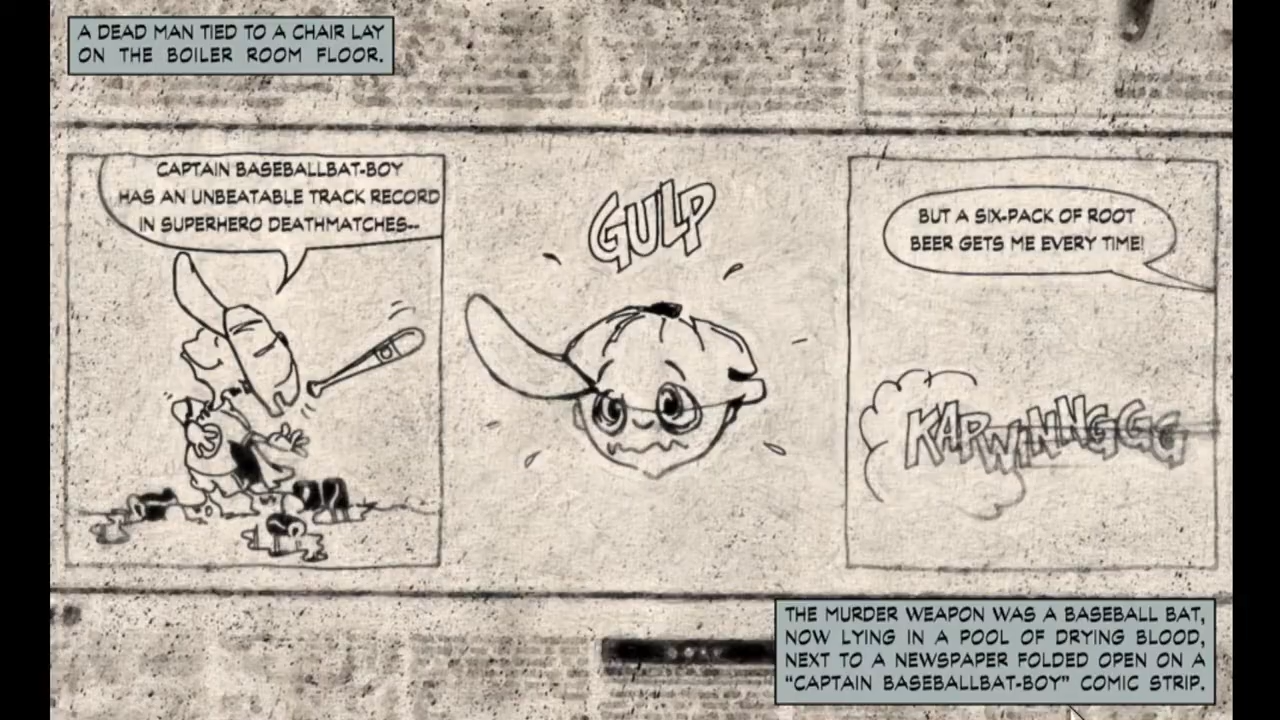 A DEAD MAN TIED TO A CHAIR LAY
ON THE BOILER ROOM FLOOR.
CAPTAIN BASEBALLBAT-BOY
HAS AN UNBEATABLE TRACK RECORD
IN SUPERHERO DEATHMATCHES--
GULP
BUT A SIX-PACK OF ROOT
BEER GETS ME EVERY TIME!
KAPWINNGGG
THE MURDER WEAPON WAS A BASEBALL BAT,
NOW LYING IN A POOL OF DRYING BLOOD,
NEXT TO A NEWSPAPER FOLDED OPEN ON A
"CAPTAIN BASEBALLBAT-BOY" COMIC STRIP.